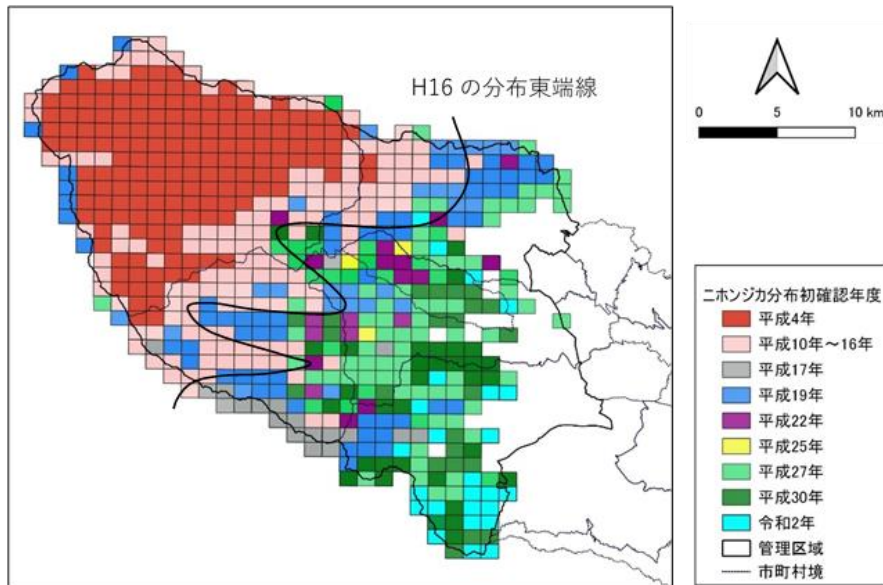 H16 の分布東端線
0 5 10 km
ニホンジカ分布初確認年度
平成4年
平成10年～16年
平成17年
平成19年
平成22年
平成25年
平成27年
平成30年
令和2年
管理区域
市町村境